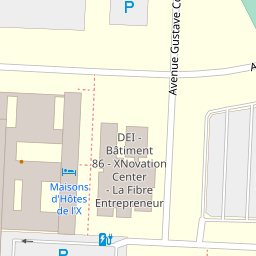 P
Avenue Gustave Co
A
DEI -
Bâtiment
86 - XNovation
Center
- La Fibre
Entrepreneur
Maisons
d'Hôtes
de l'X
P